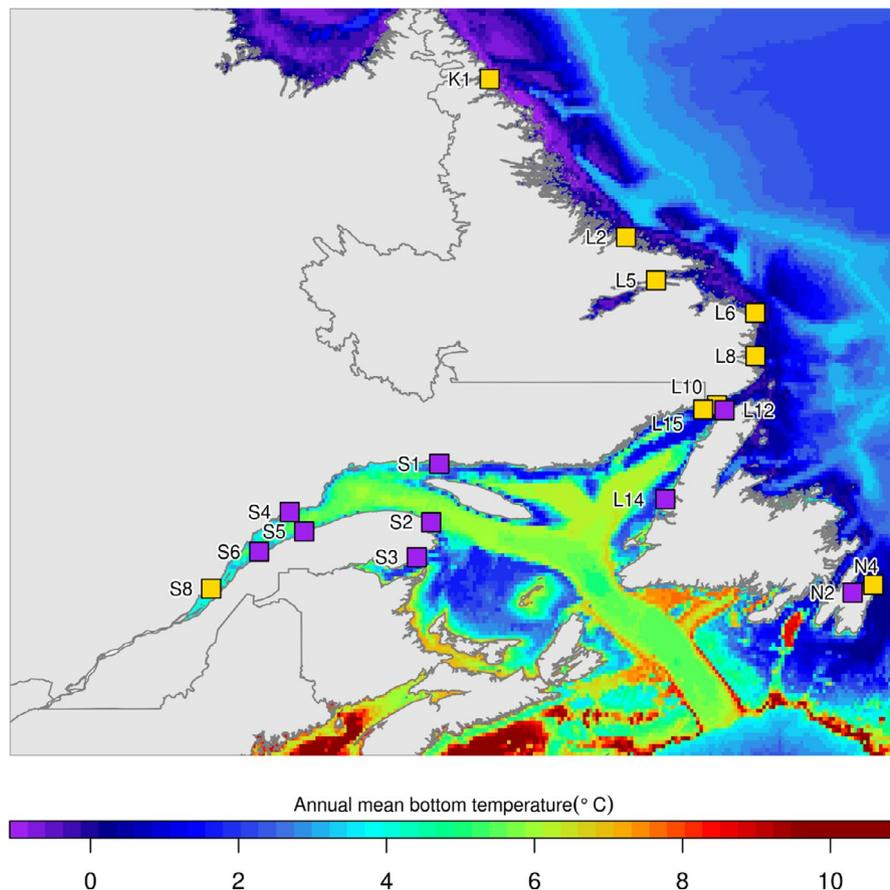 K1
L2
L5
L6
L8
L10
L15
L12
S1
L14
S4
S5
S2
S6
S3
S8
N4
N2
Annual mean bottom temperature(° C)
0 2 4 6 8 10